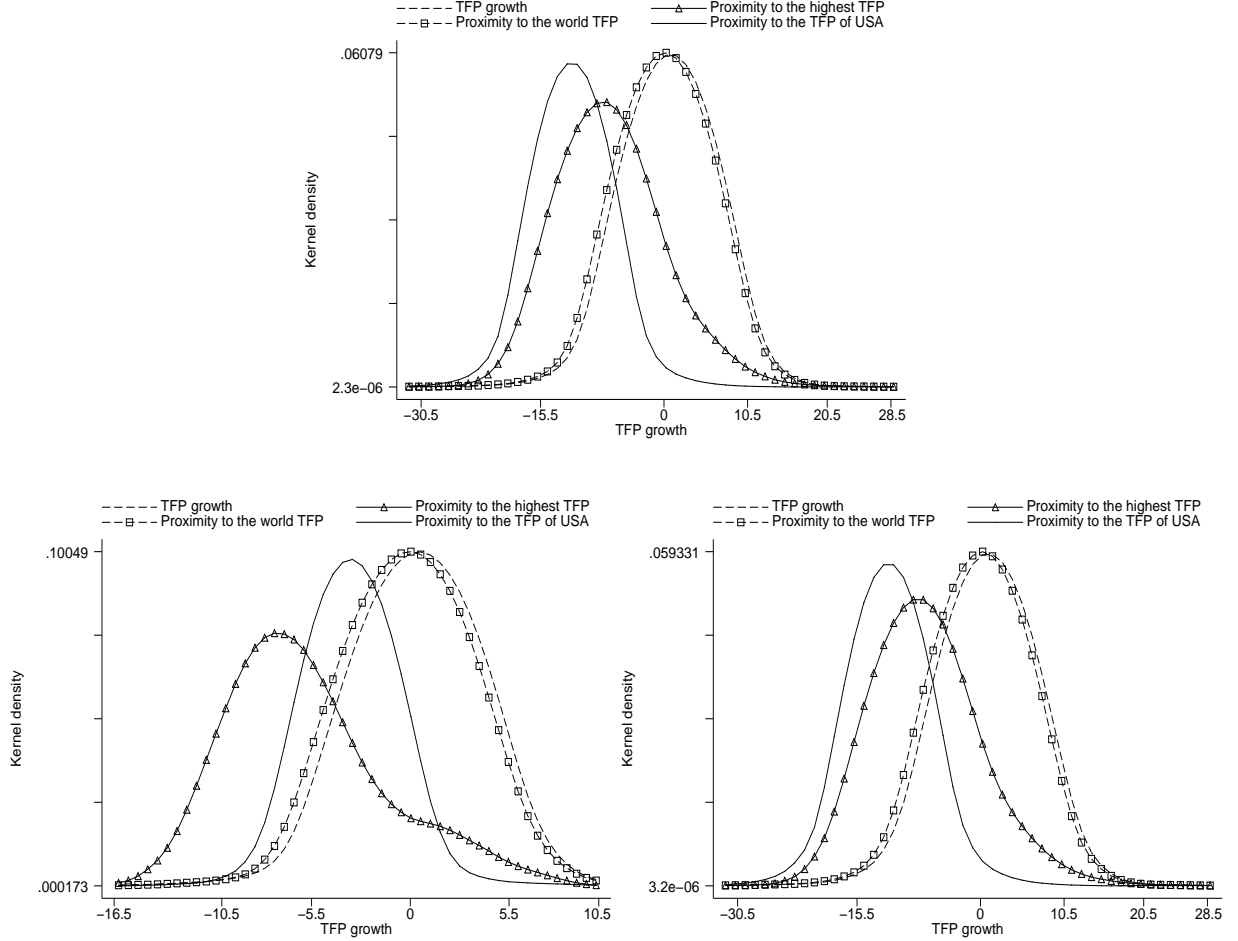 TFP growth
Proximity to the highest TFP
Proximity to the world TFP
Proximity to the TFP of USA
.06079
2.3e−06
Kernel density
−30.5 −15.5 0 10.5 20.5 28.5
TFP growth
TFP growth
Proximity to the highest TFP
Proximity to the world TFP
Proximity to the TFP of USA
.10049
.000173
Kernel density
−16.5 −10.5 −5.5 0 5.5 10.5
TFP growth
TFP growth
Proximity to the highest TFP
Proximity to the world TFP
Proximity to the TFP of USA
.059331
3.2e−06
Kernel density
−30.5 −15.5 0 10.5 20.5 28.5
TFP growth